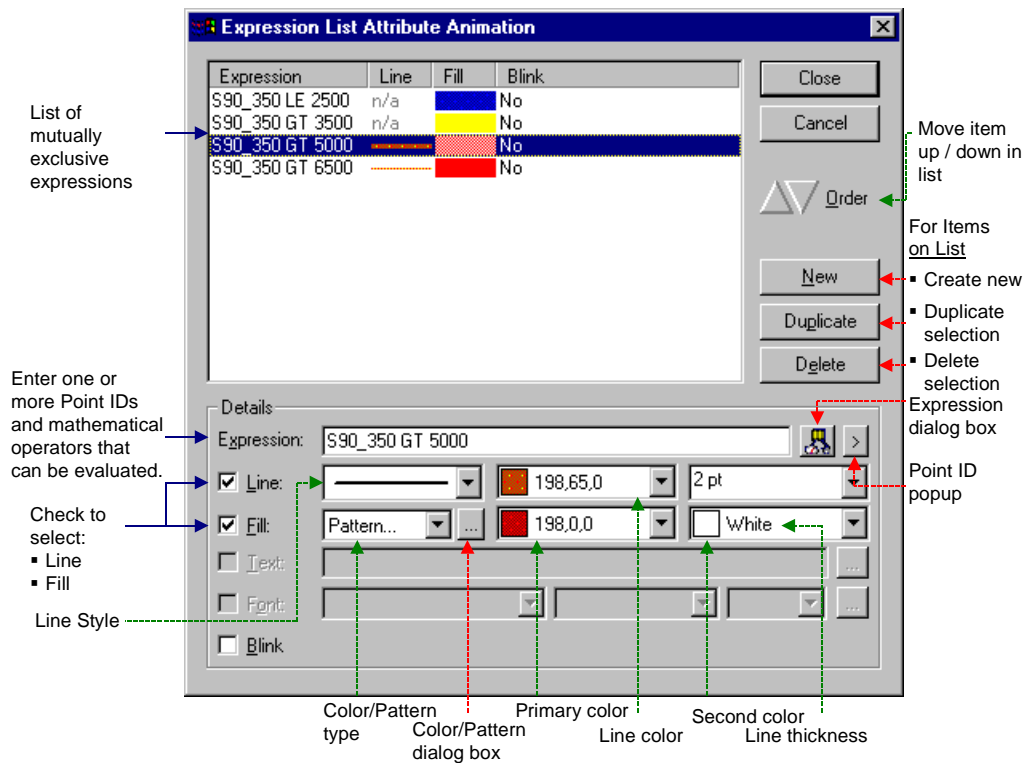 Expression List Attribute Animation
Expression Line Fill Blink
S90_350 LE 2500 n/a No
S90_350 GT 3500 n/a No
S90_350 GT 5000 No
S90_350 GT 6500 No
Close
Cancel
Order
New
Duplicate
Delete
List of
mutually
exclusive
expressions
Move item
up / down in
list
For Items
on List
▪ Create new
▪ Duplicate
selection
▪ Delete
selection
Expression
dialog box
Point ID
popup
Enter one or
more Point IDs
and mathematical
operators that
can be evaluated.
Check to
select:
▪ Line
▪ Fill
Line Style
Details
Expression: S90_350 GT 5000 >
Line: 198,65,0 2 pt
Fill: Pattern... ... 198,0,0 White
Text: ...
Font: ...
Blink
Color/Pattern
type
Color/Pattern
dialog box
Primary color
Line color
Second color
Line thickness